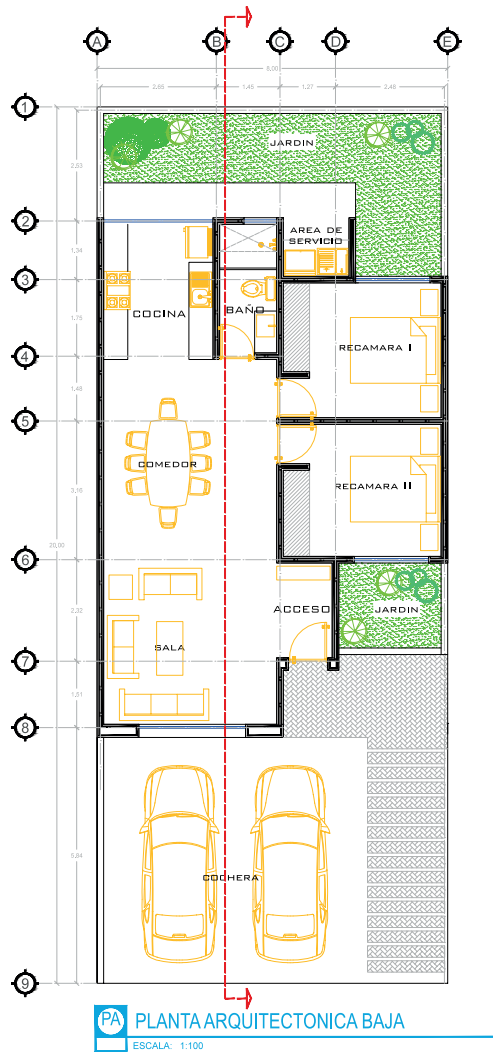 A B C D E
8,00
2,65 1,45 1,27 2,48
1
JARDIN
2,53
2
AREA DE
SERVICIO
1,34
3
COCINA
BAÑO
1,76
RECAMARA I
4
1,48
5
COMEDOR
3,16
RECAMARA II
20,00
6
2,32
ACCESO
JARDIN
SALA
7
1,51
8
5,84
COCHERA
9
PA
PLANTA ARQUITECTONICA BAJA
ESCALA: 1:100